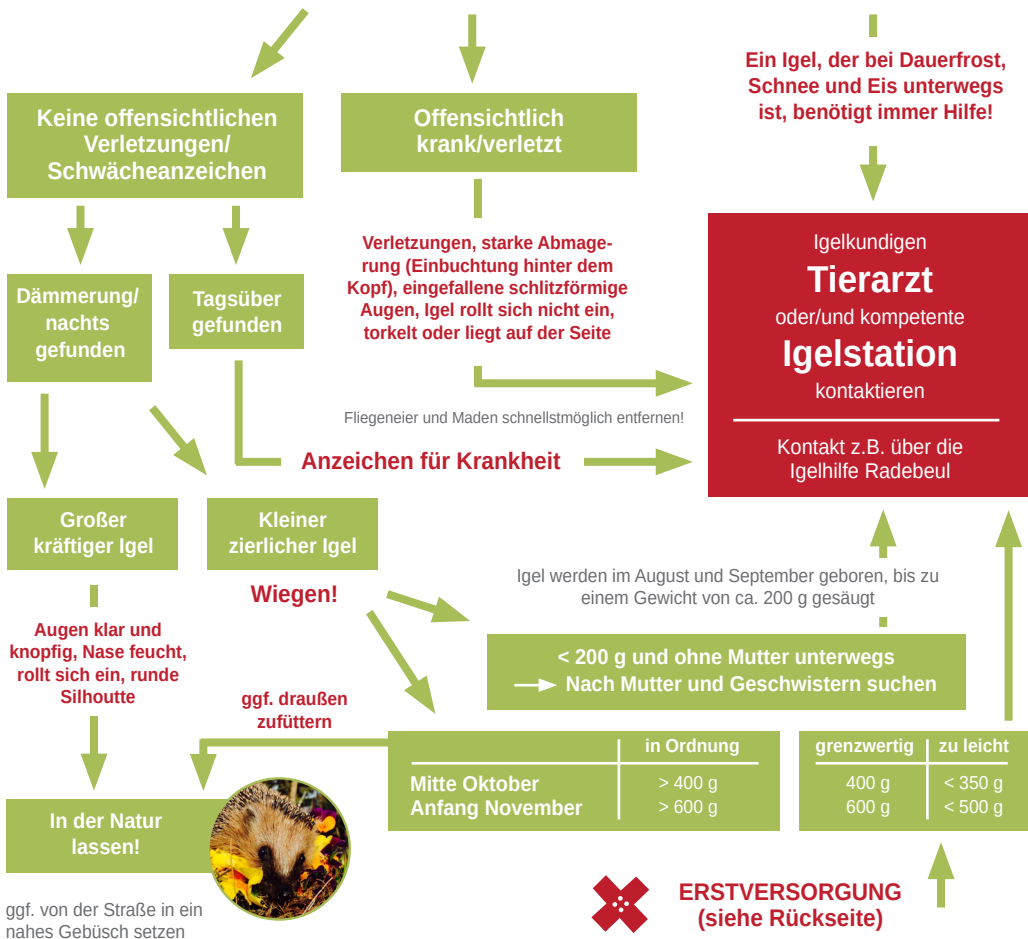 Ein Igel, der bei Dauerfrost,
Schnee und Eis unterwegs
ist, benötigt immer Hilfe!
Keine offensichtlichen
Verletzungen/
Schwächeanzeichen
Offensichtlich
krank/verletzt
Dämmerung/
nachts
gefunden
Tagsüber
gefunden
Verletzungen, starke Abmage-
rung (Einbuchtung hinter dem
Kopf), eingefallene schlitzförmige
Augen, Igel rollt sich nicht ein,
torkelt oder liegt auf der Seite
Igelkundigen
Tierarzt
oder/und kompetente
Igelstation
kontaktieren
Kontakt z.B. über die
Igelhilfe Radebeul
Fliegeneier und Maden schnellstmöglich entfernen!
Anzeichen für Krankheit
Großer
kräftiger Igel
Kleiner
zierlicher Igel
Wiegen!
Igel werden im August und September geboren, bis zu
einem Gewicht von ca. 200 g gesäugt
< 200 g und ohne Mutter unterwegs
Nach Mutter und Geschwistern suchen
Augen klar und
knopfig, Nase feucht,
rollt sich ein, runde
Silhoutte
ggf. draußen
zufüttern
in Ordnung
Mitte Oktober > 400 g
Anfang November > 600 g
grenzwertig zu leicht
400 g < 350 g
600 g < 500 g
In der Natur
lassen!
ggf. von der Straße in ein
nahes Gebüsch setzen
ERSTVERSORGUNG
(siehe Rückseite)